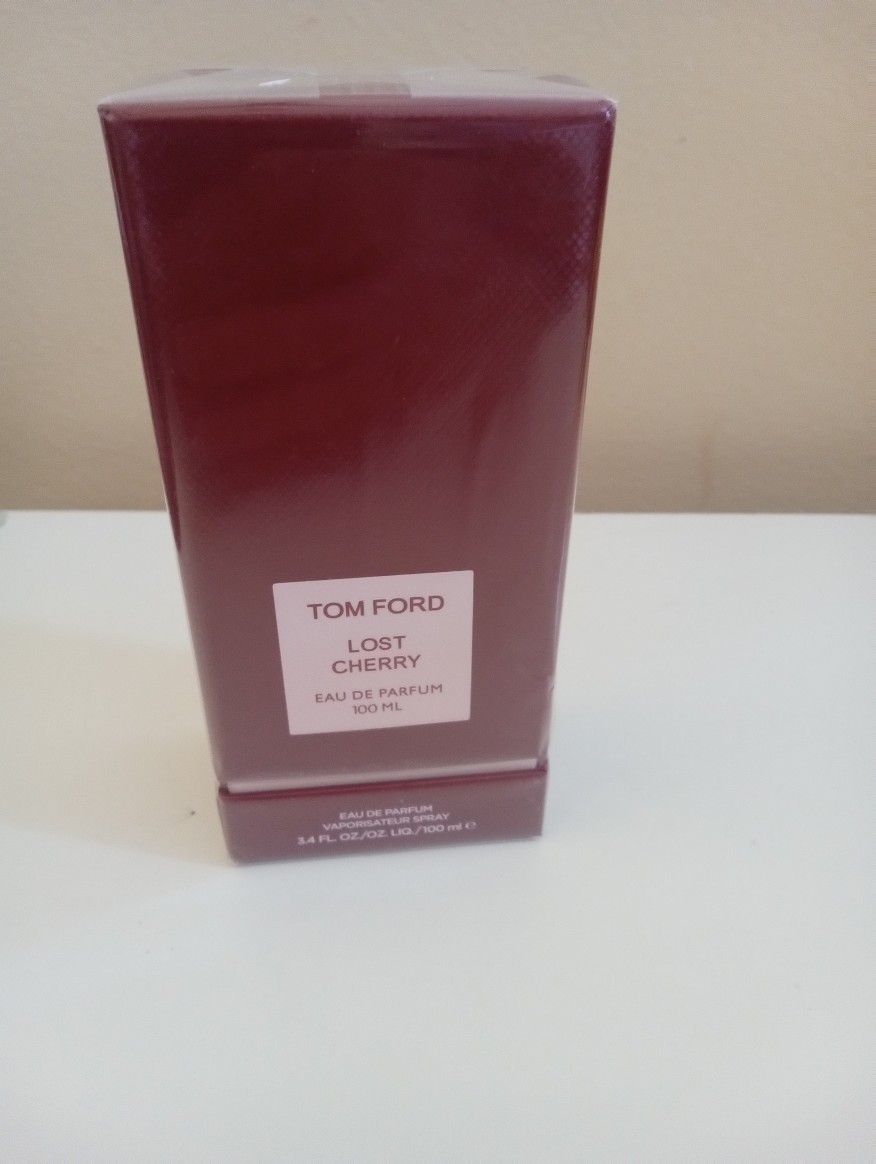 TOM FORD
LOST
CHERRY
EAU DE PARFUM
100 ML
EAU DE PARFUM
VAPORISATEUR SPRAY
3.4 FL. OZ./OZ. LIQ./100 ml ℮